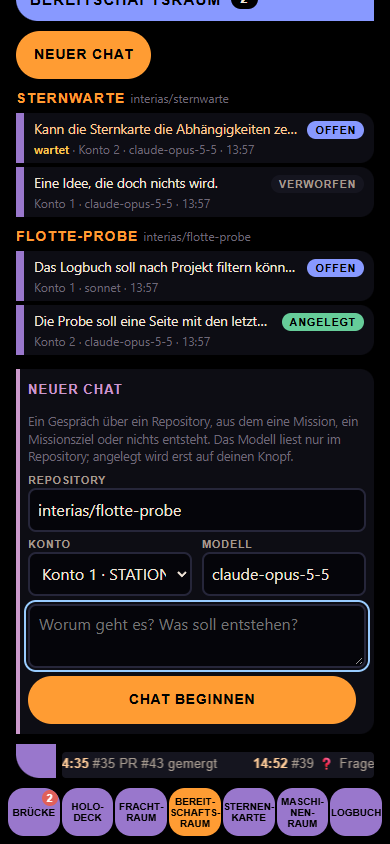 BEREITSCHAFTSRAUM 2
NEUER CHAT
STERNWARTE interias/sternwarte
Kann die Sternkarte die Abhängigkeiten ze... OFFEN
wartet · Konto 2 · claude-opus-5-5 · 13:57
Eine Idee, die doch nichts wird. VERWORFEN
Konto 1 · claude-opus-5-5 · 13:57
FLOTTE-PROBE interias/flotte-probe
Das Logbuch soll nach Projekt filtern könn... OFFEN
Konto 1 · sonnet · 13:57
Die Probe soll eine Seite mit den letzt... ANGELEGT
Konto 2 · claude-opus-5-5 · 13:57
NEUER CHAT
Ein Gespräch über ein Repository, aus dem eine Mission, ein
Missionsziel oder nichts entsteht. Das Modell liest nur im
Repository; angelegt wird erst auf deinen Knopf.
REPOSITORY
interias/flotte-probe
KONTO MODELL
Konto 1 · STATION claude-opus-5-5
Worum geht es? Was soll entstehen?
CHAT BEGINNEN
4:35 #35 PR #43 gemergt 14:52 #39 ❓ Frage
2
BRÜCKE
HOLO-
DECK
FRACHT-
RAUM
BEREIT-
SCHAFTS-
RAUM
STERNEN-
KARTE
MASCHI-
NEN-
RAUM
LOGBUCH